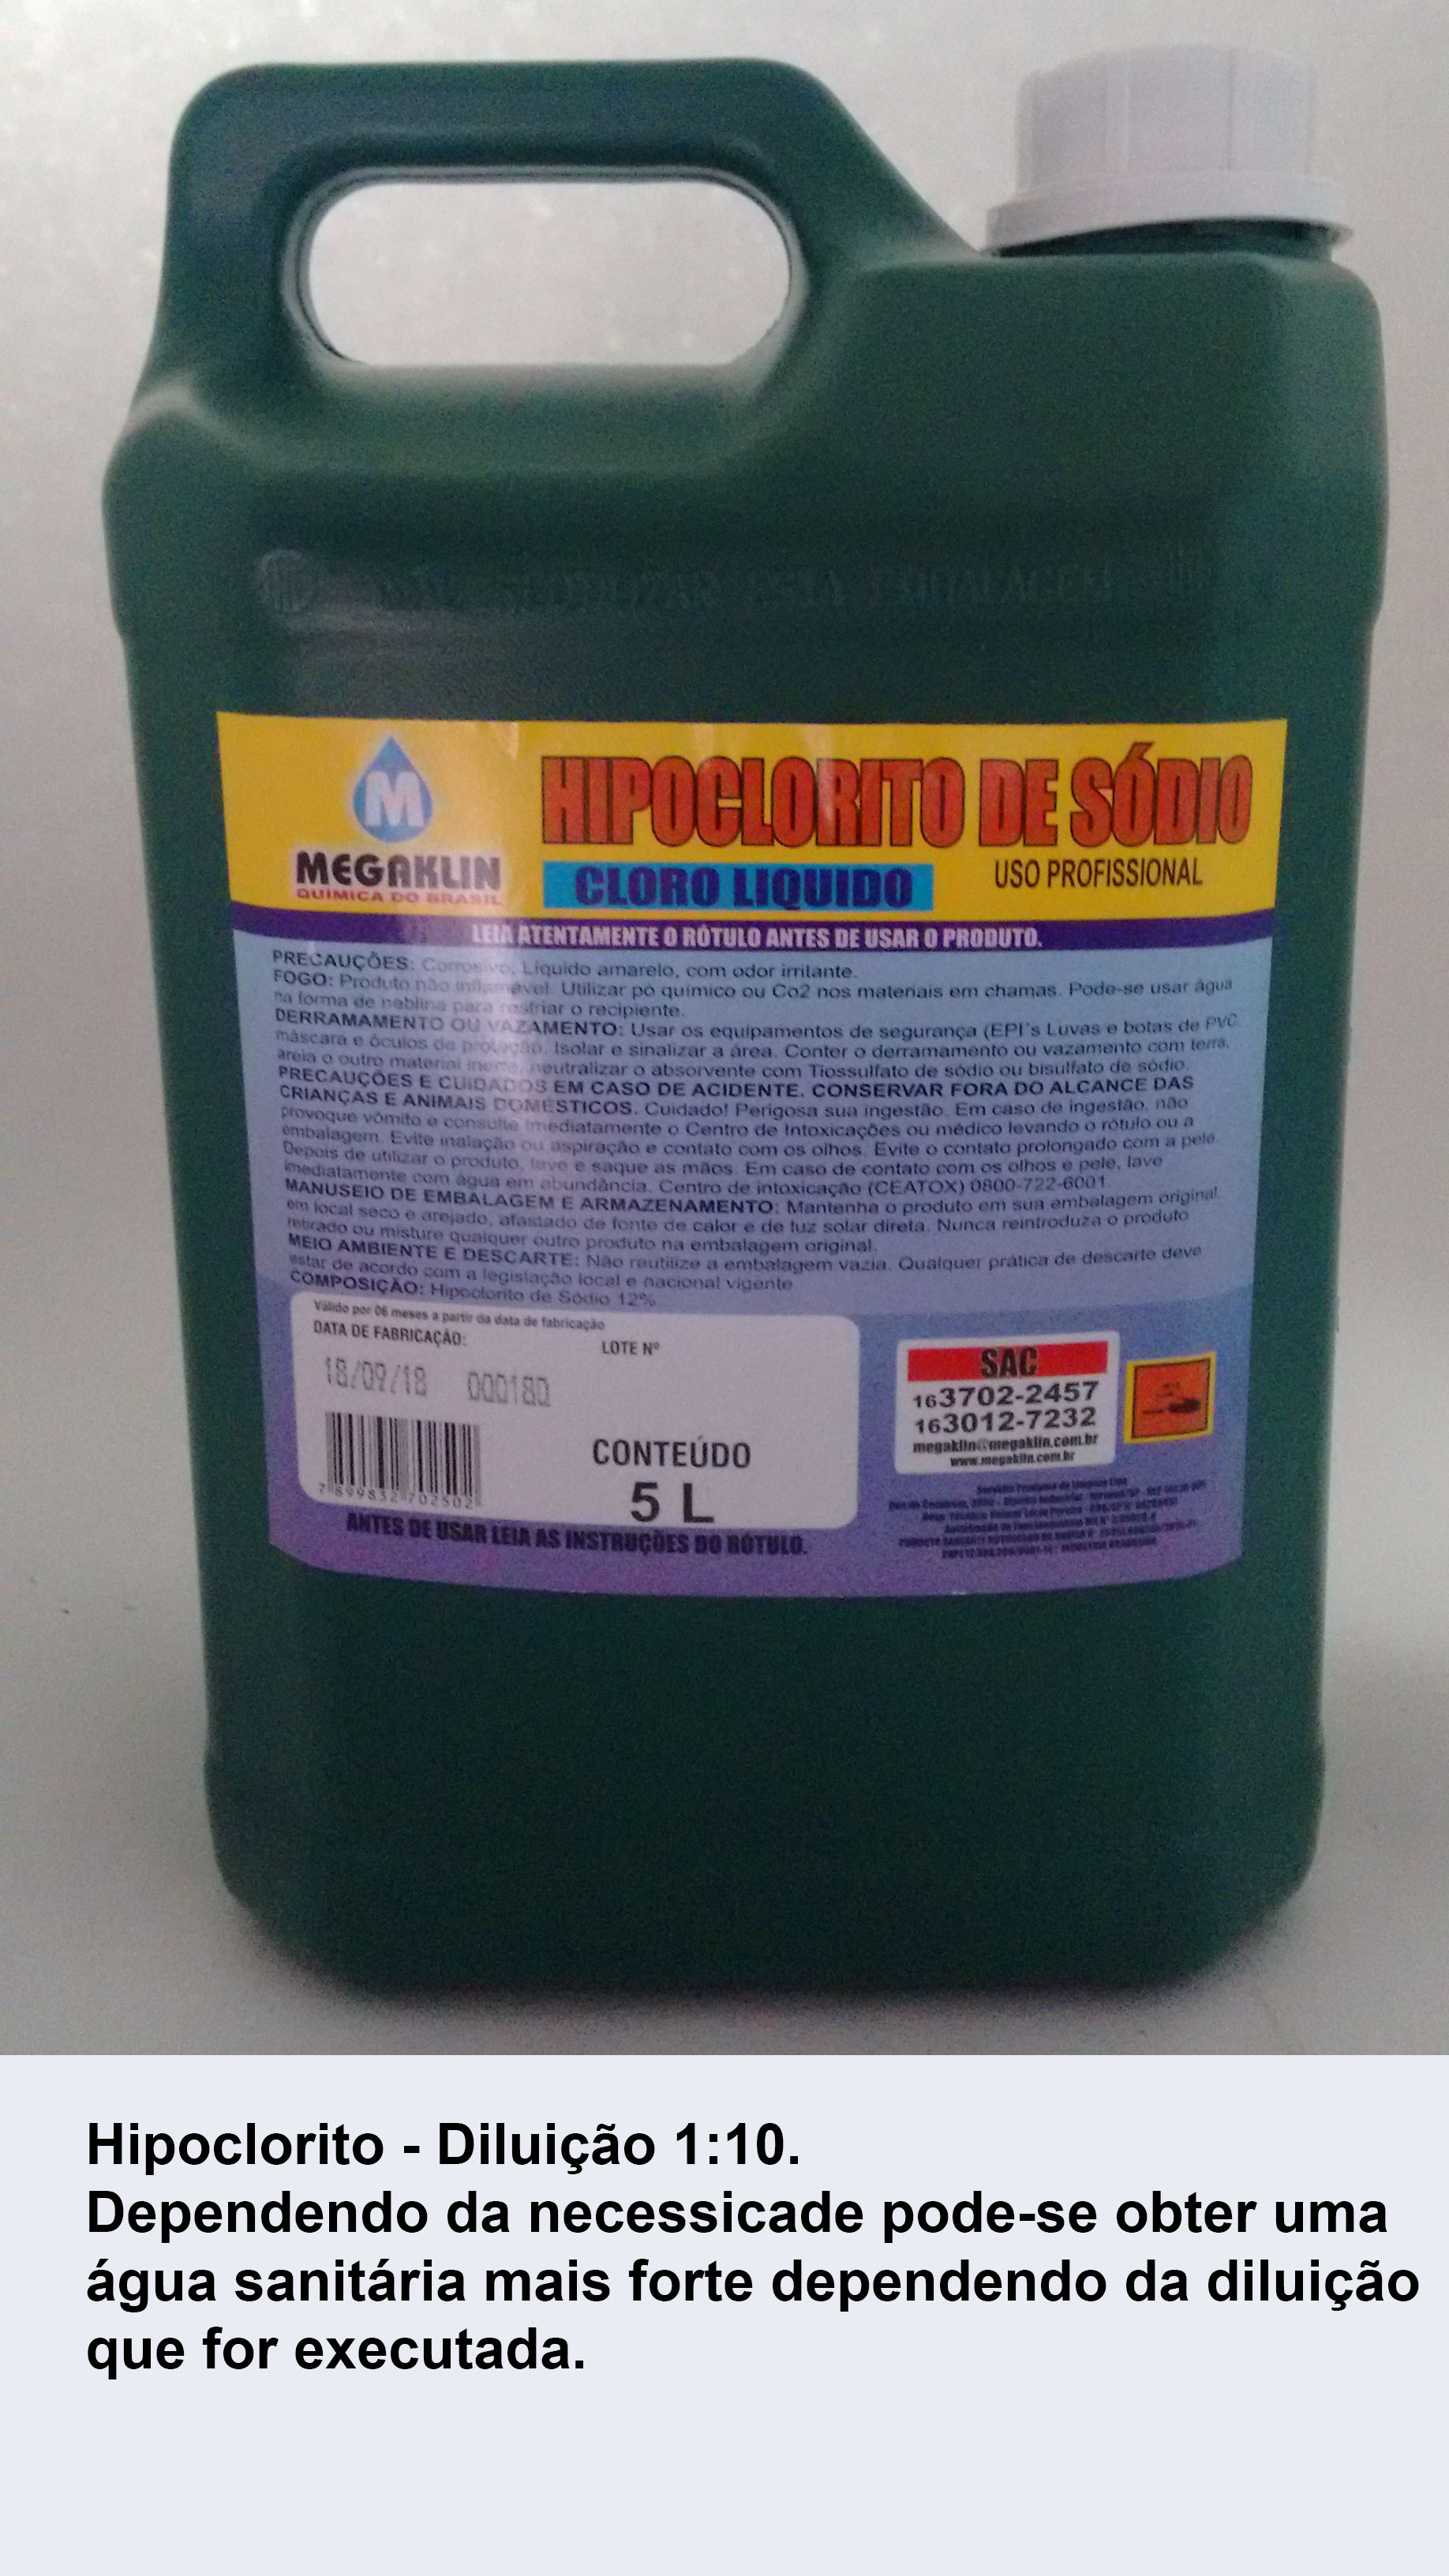 M
MEGAKLIN
QUIMICA DO BRASIL
HIPOCLORITO DE SÓDIO
CLORO LIQUIDO
USO PROFISSIONAL
LEIA ATENTAMENTE O RÓTULO ANTES DE USAR O PRODUTO.
PRECAUÇÕES: Corrosivo, Líquido amarelo, com odor irritante.
FOGO: Produto não inflamável. Utilizar pó químico ou Co2 nos materiais em chamas. Pode-se usar água
na forma de neblina para resfriar o recipiente.
DERRAMAMENTO OU VAZAMENTO: Usar os equipamentos de segurança (EPI's Luvas e botas de PVC,
máscara e óculos de proteção. Isolar e sinalizar a área. Conter o derramamento ou vazamento com terra,
areia o outro material inerte, neutralizar o absorvente com Tiossulfato de sódio ou bisulfato de sódio.
PRECAUÇÕES E CUIDADOS EM CASO DE ACIDENTE. CONSERVAR FORA DO ALCANCE DAS
CRIANÇAS E ANIMAIS DOMÉSTICOS. Cuidado! Perigosa sua ingestão. Em caso de ingestão, não
provoque vômito e consulte imediatamente o Centro de Intoxicações ou médico levando o rótulo ou a
embalagem. Evite inalação ou aspiração e contato com os olhos. Evite o contato prolongado com a pele.
Depois de utilizar o produto, lave e saque as mãos. Em caso de contato com os olhos e pele, lave
imediatamente com água em abundância. Centro de intoxicação (CEATOX) 0800-722-6001.
MANUSEIO DE EMBALAGEM E ARMAZENAMENTO: Mantenha o produto em sua embalagem original,
em local seco e arejado, afastado de fonte de calor e de luz solar direta. Nunca reintroduza o produto
retirado ou misture qualquer outro produto na embalagem original.
MEIO AMBIENTE E DESCARTE: Não reutilize a embalagem vazia. Qualquer prática de descarte deve
estar de acordo com a legislação local e nacional vigente.
COMPOSIÇÃO: Hipoclorito de Sódio 12%
Válido por 06 meses a partir da data de fabricação
DATA DE FABRICAÇÃO:
LOTE Nº
18/09/18 000180
7 899832 702502
CONTEÚDO
5 L
SAC
16 3702-2457
16 3012-7232
megaklin@megaklin.com.br
www.megaklin.com.br
ANTES DE USAR LEIA AS INSTRUÇÕES DO RÓTULO.
Hipoclorito - Diluição 1:10.
Dependendo da necessicade pode-se obter uma
água sanitária mais forte dependendo da diluição
que for executada.